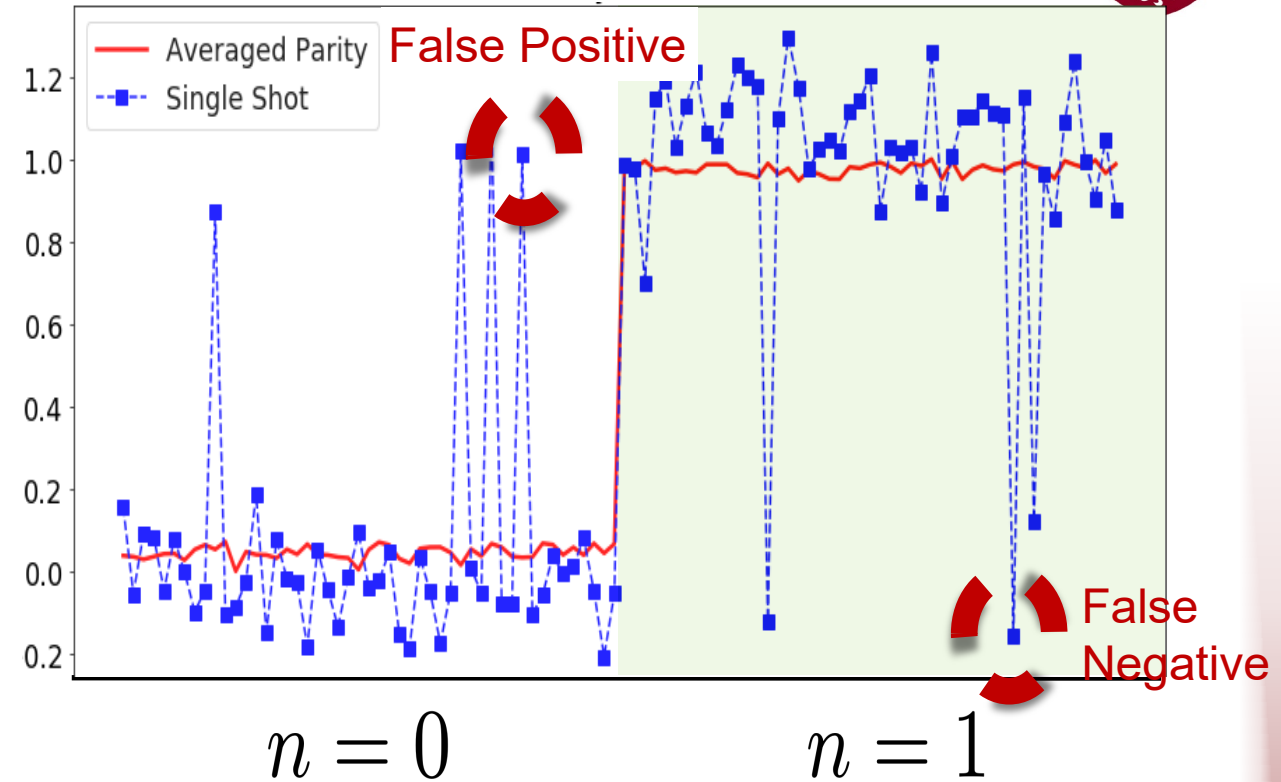 Averaged Parity
Single Shot
False Positive
1.2
1.0
0.8
0.6
0.4
0.2
0.0
0.2
False
Negative
n = 0
n = 1